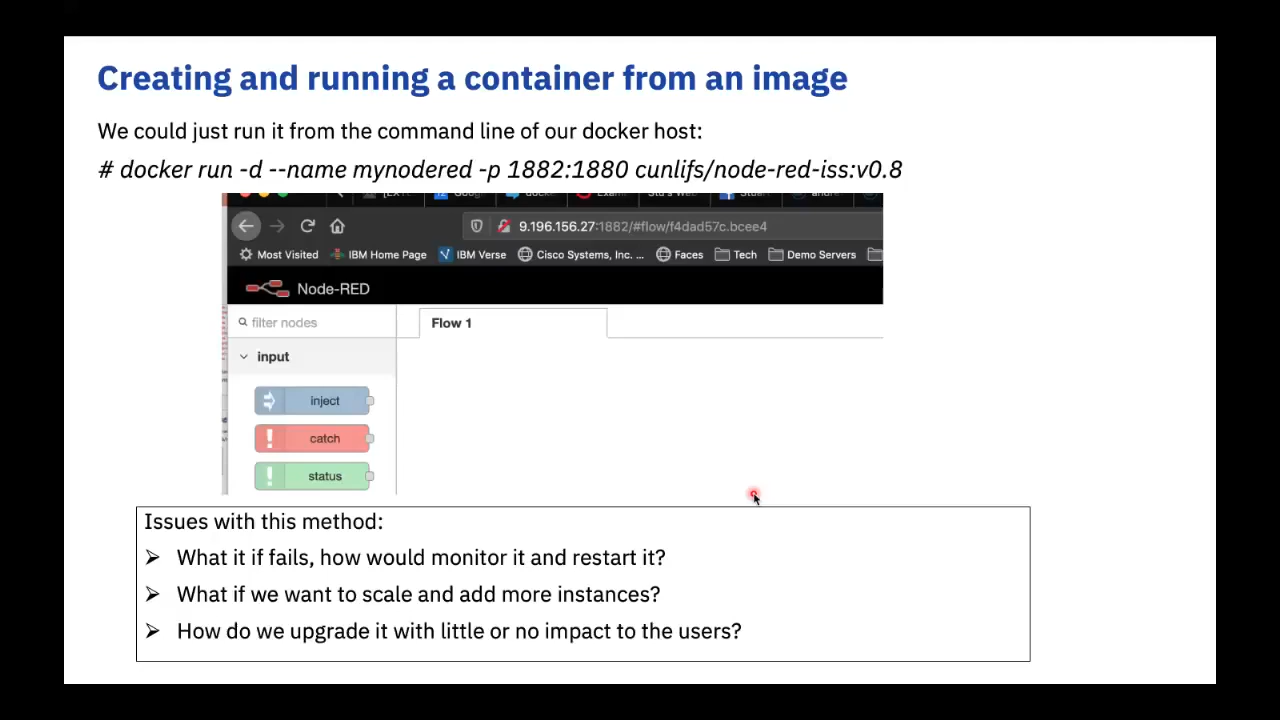 Creating and running a container from an image
We could just run it from the command line of our docker host:
# docker run -d --name mynodered -p 1882:1880 cunlifs/node-red-iss:v0.8
9.196.156.27:1882/#flow/f4dad57c.bcee4
Most Visited IBM Home Page IBM Verse Cisco Systems, Inc. ... Faces Tech Demo Servers
Node-RED
filter nodes
Flow 1
input
inject
catch
status
Issues with this method:
➤ What it if fails, how would monitor it and restart it?
➤ What if we want to scale and add more instances?
➤ How do we upgrade it with little or no impact to the users?